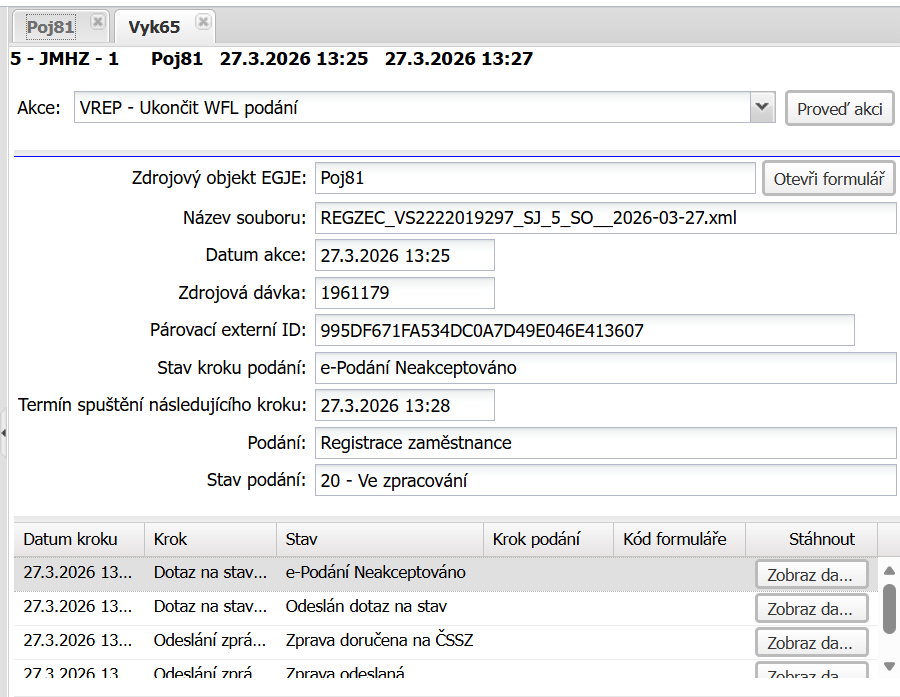 Poj81 Vyk65
5 - JMHZ - 1 Poj81 27.3.2026 13:25 27.3.2026 13:27
Akce: VREP - Ukončit WFL podání Proveď akci
Zdrojový objekt EGJE: Poj81 Otevři formulář
Název souboru: REGZEC_VS2222019297_SJ_5_SO__2026-03-27.xml
Datum akce: 27.3.2026 13:25
Zdrojová dávka: 1961179
Párovací externí ID: 995DF671FA534DC0A7D49E046E413607
Stav kroku podání: e-Podání Neakceptováno
Termín spuštění následujícího kroku: 27.3.2026 13:28
Podání: Registrace zaměstnance
Stav podání: 20 - Ve zpracování
Datum kroku Krok Stav Krok podání Kód formuláře Stáhnout
27.3.2026 13... Dotaz na stav... e-Podání Neakceptováno Zobraz da...
27.3.2026 13... Dotaz na stav... Odeslán dotaz na stav Zobraz da...
27.3.2026 13... Odeslání zprá... Zprava doručena na ČSSZ Zobraz da...
27.3.2026 13... Odeslání zprá... Zprava odeslaná Zobraz da...